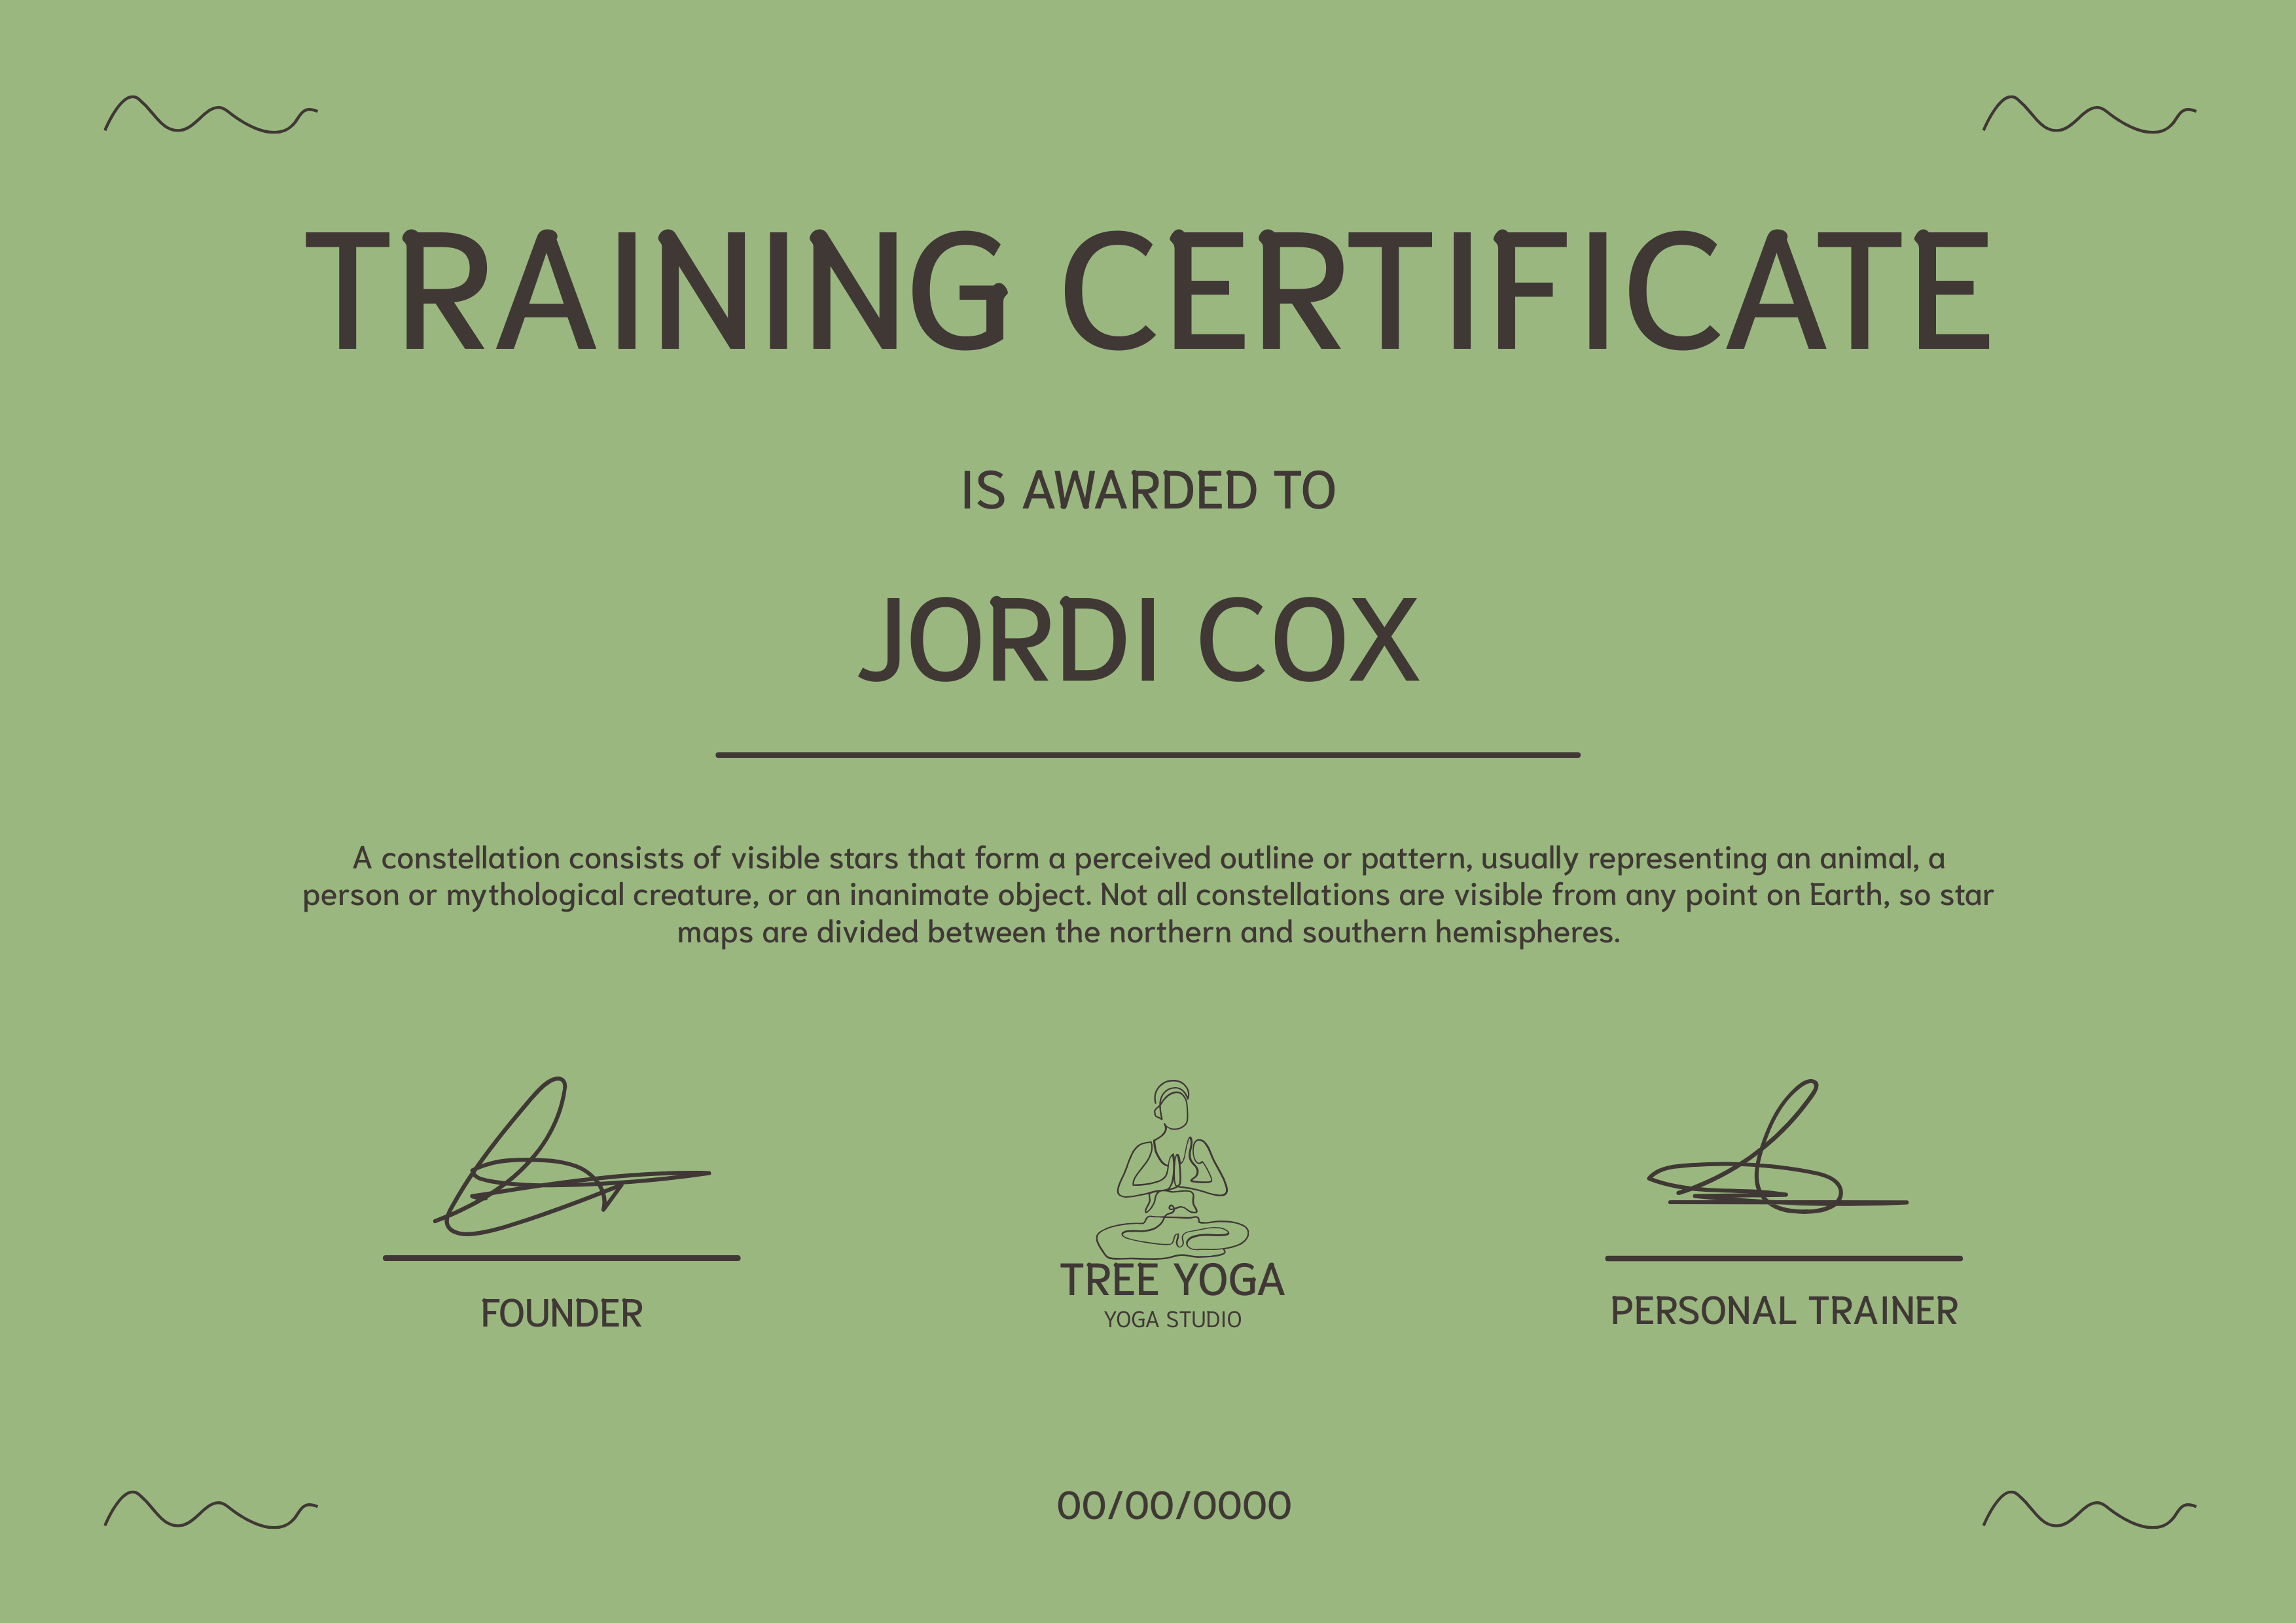 TRAINING CERTIFICATE
IS AWARDED TO
JORDI COX
A constellation consists of visible stars that form a perceived outline or pattern, usually representing an animal, a
person or mythological creature, or an inanimate object. Not all constellations are visible from any point on Earth, so star
maps are divided between the northern and southern hemispheres.
FOUNDER
TREE YOGA
YOGA STUDIO
PERSONAL TRAINER
00/00/0000